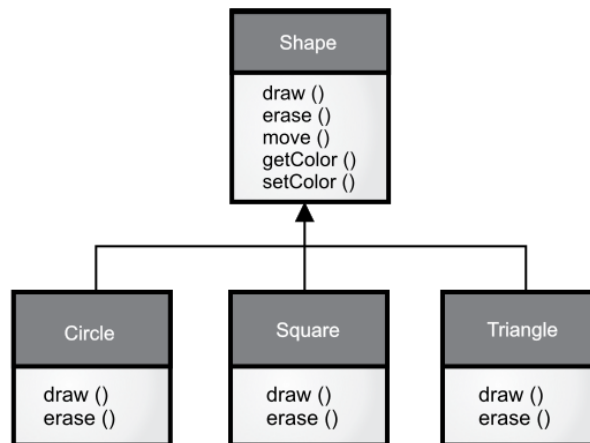 Shape
draw ()
erase ()
move ()
getColor ()
setColor ()
Circle
draw ()
erase ()
Square
draw ()
erase ()
Triangle
draw ()
erase ()